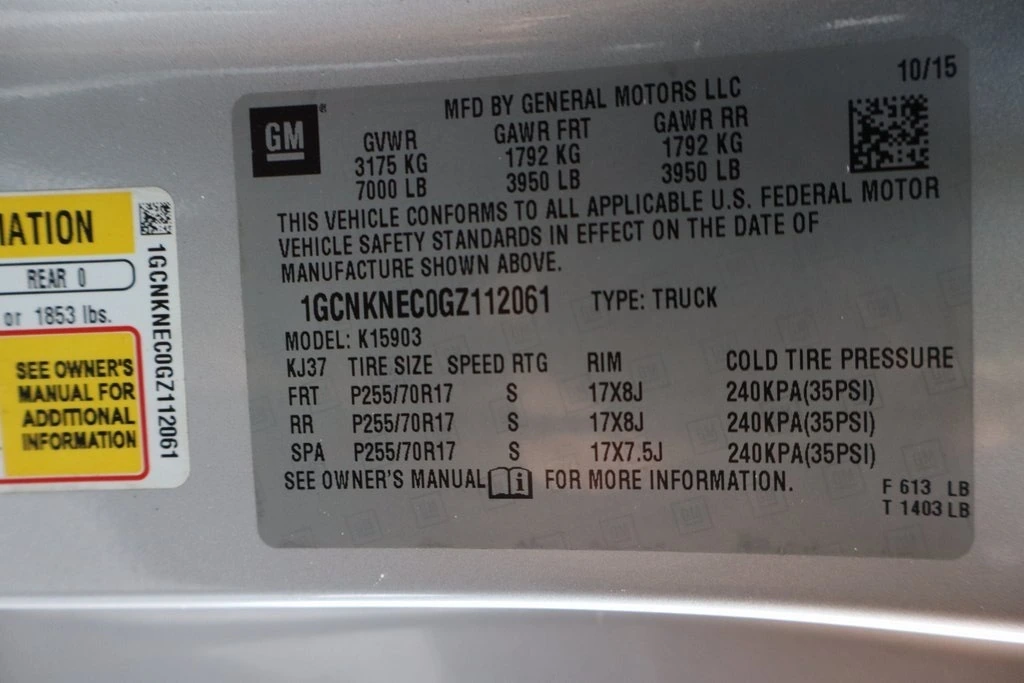 10/15
MFD BY GENERAL MOTORS LLC
GM®
GVWR GAWR FRT GAWR RR
3175 KG 1792 KG 1792 KG
7000 LB 3950 LB 3950 LB
THIS VEHICLE CONFORMS TO ALL APPLICABLE U.S. FEDERAL MOTOR
VEHICLE SAFETY STANDARDS IN EFFECT ON THE DATE OF
MANUFACTURE SHOWN ABOVE.
1GCNKNEC0GZ112061 TYPE: TRUCK
MODEL: K15903
KJ37 TIRE SIZE SPEED RTG RIM COLD TIRE PRESSURE
FRT P255/70R17 S 17X8J 240KPA(35PSI)
RR P255/70R17 S 17X8J 240KPA(35PSI)
SPA P255/70R17 S 17X7.5J 240KPA(35PSI)
SEE OWNER'S MANUAL FOR MORE INFORMATION.
F 613 LB
T 1403 LB
MATION
REAR 0
or 1853 lbs.
SEE OWNER'S
MANUAL FOR
ADDITIONAL
INFORMATION
1GCNKNEC0GZ112061